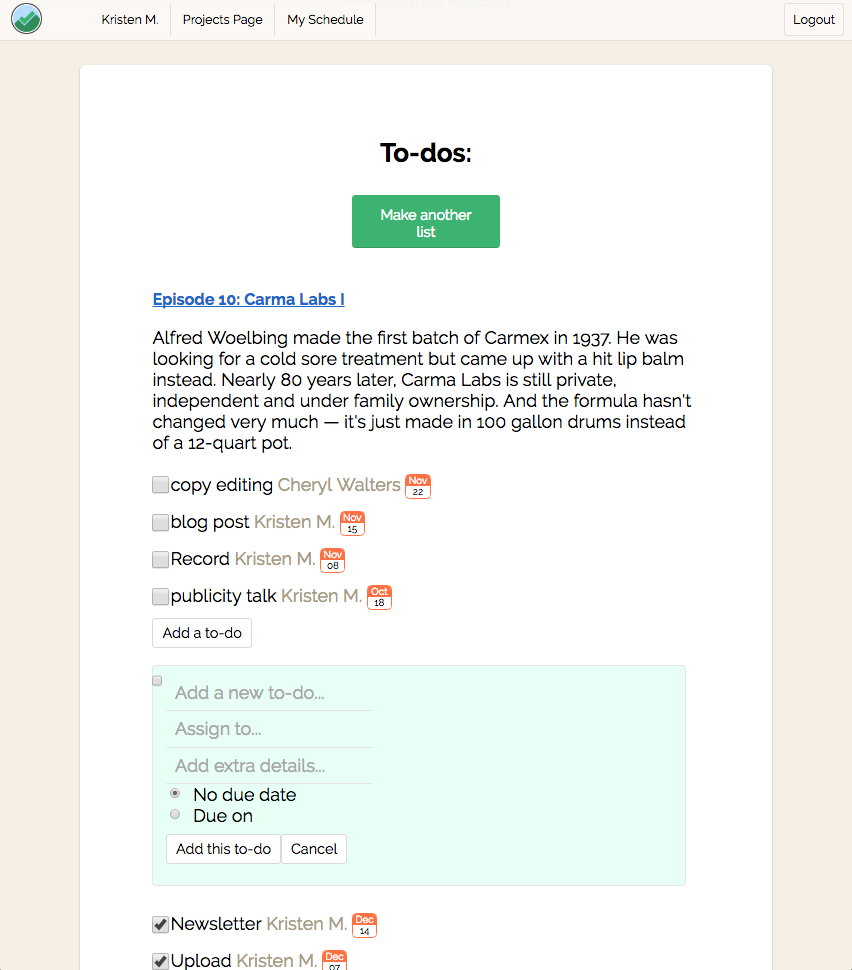 Kristen M. Projects Page My Schedule Logout
To-dos:
Make another
list
Episode 10: Carma Labs I
Alfred Woelbing made the first batch of Carmex in 1937. He was
looking for a cold sore treatment but came up with a hit lip balm
instead. Nearly 80 years later, Carma Labs is still private,
independent and under family ownership. And the formula hasn't
changed very much — it's just made in 100 gallon drums instead
of a 12-quart pot.
copy editing Cheryl Walters Nov 22
blog post Kristen M. Nov 15
Record Kristen M. Nov 08
publicity talk Kristen M. Oct 18
Add a to-do
Add a new to-do...
Assign to...
Add extra details...
No due date
Due on
Add this to-do Cancel
Newsletter Kristen M. Dec 14
Upload Kristen M. Dec 07